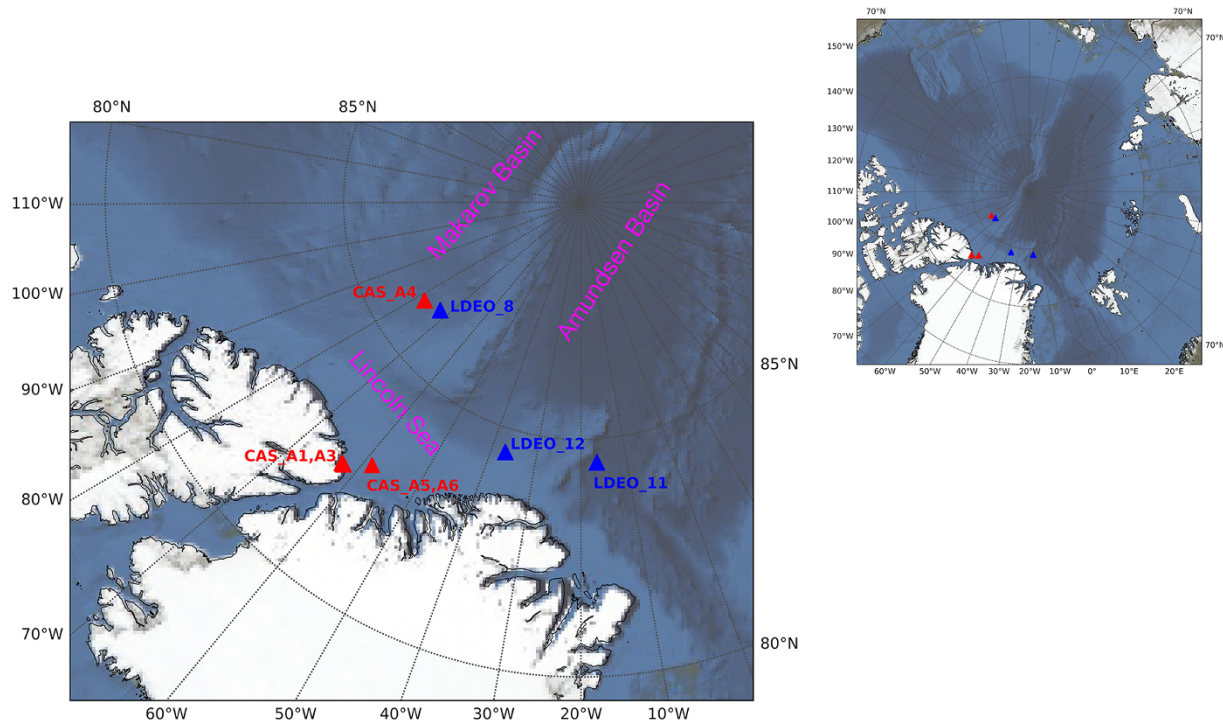 80°N
85°N
110°W
100°W
90°W
80°W
70°W
60°W
50°W
40°W
30°W
20°W
10°W
85°N
80°N
Makarov Basin
Amundsen Basin
Lincoln Sea
CAS_A4
LDEO_8
LDEO_12
LDEO_11
CAS_A1,A3
CAS_A5,A6
70°N
70°N
70°N
150°W
140°W
130°W
120°W
110°W
100°W
90°W
80°W
70°W
60°W
50°W
40°W
30°W
20°W
10°W
0°
10°E
20°E
70°N